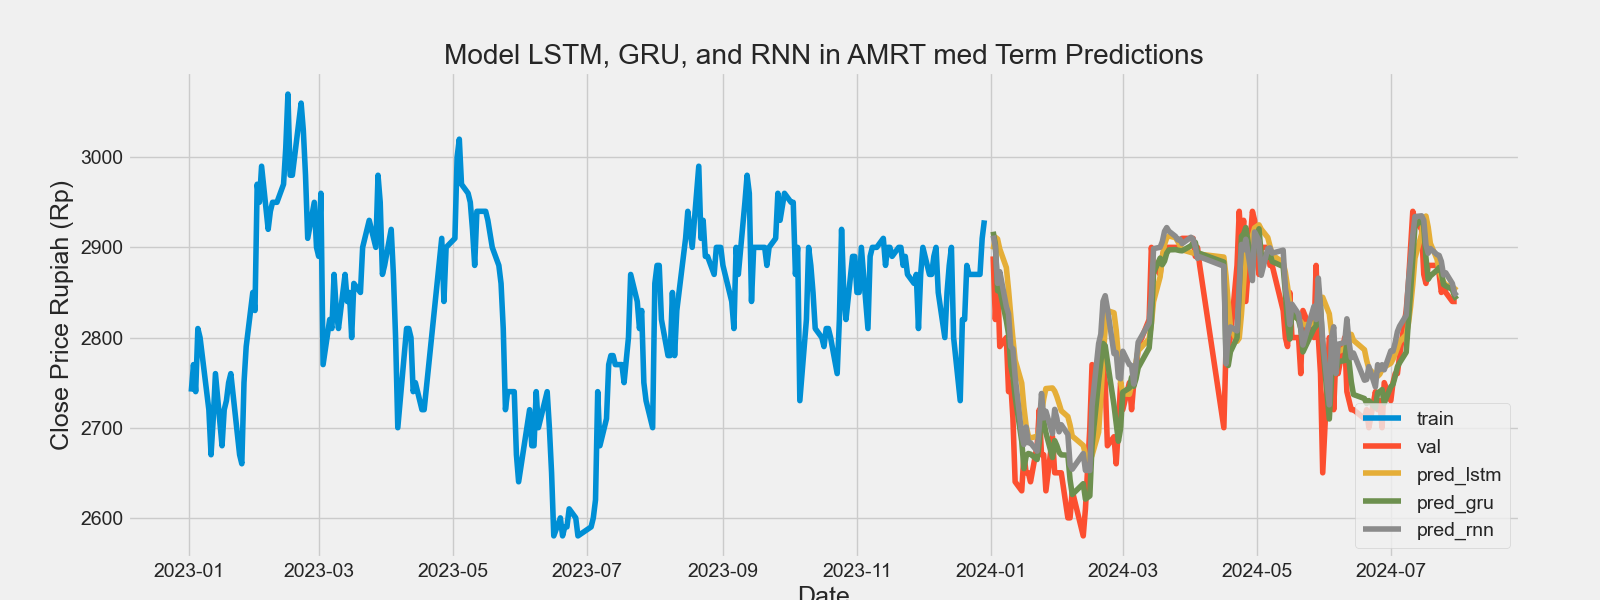 Model LSTM, GRU, and RNN in AMRT med Term Predictions
Close Price Rupiah (Rp)
3000
2900
2800
2700
2600
2023-01 2023-03 2023-05 2023-07 2023-09 2023-11 2024-01 2024-03 2024-05 2024-07
Date
train
val
pred_lstm
pred_gru
pred_rnn